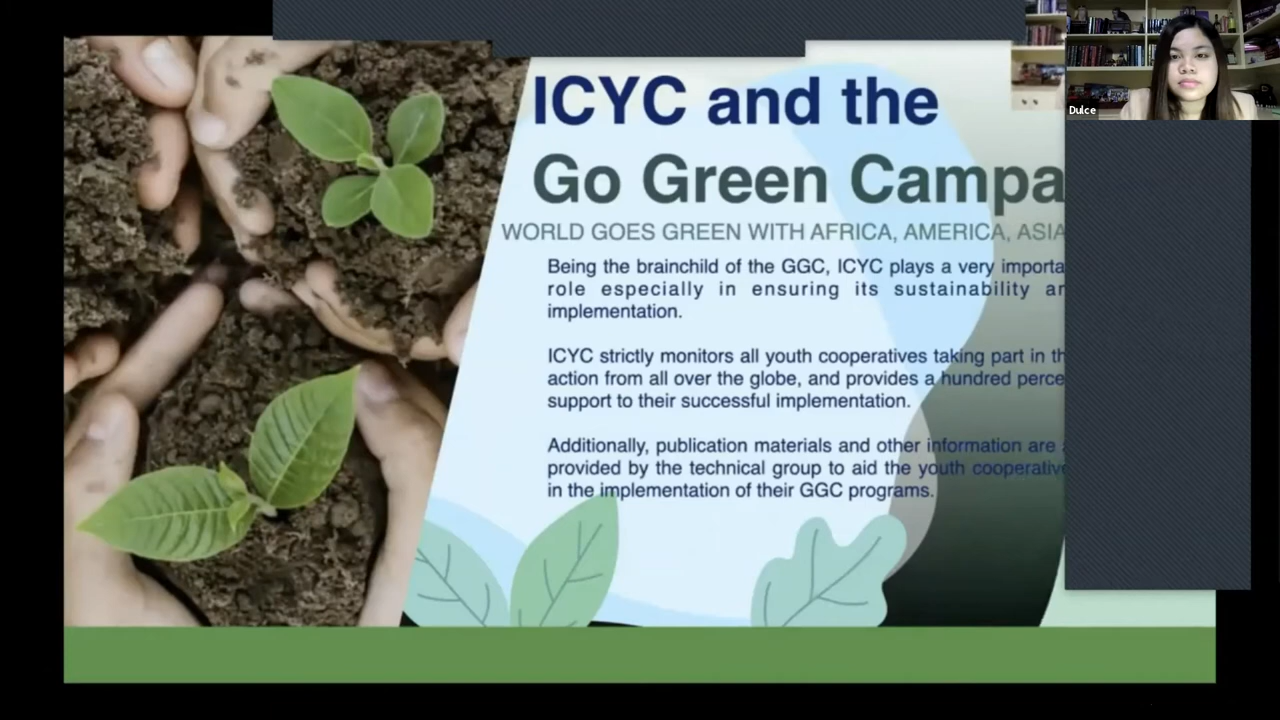 ICYC and the
Go Green Campa
WORLD GOES GREEN WITH AFRICA, AMERICA, ASIA
Being the brainchild of the GGC, ICYC plays a very importa
role especially in ensuring its sustainability ar
implementation.
ICYC strictly monitors all youth cooperatives taking part in th
action from all over the globe, and provides a hundred perce
support to their successful implementation.
Additionally, publication materials and other information are
provided by the technical group to aid the youth cooperative
in the implementation of their GGC programs.
Dulce